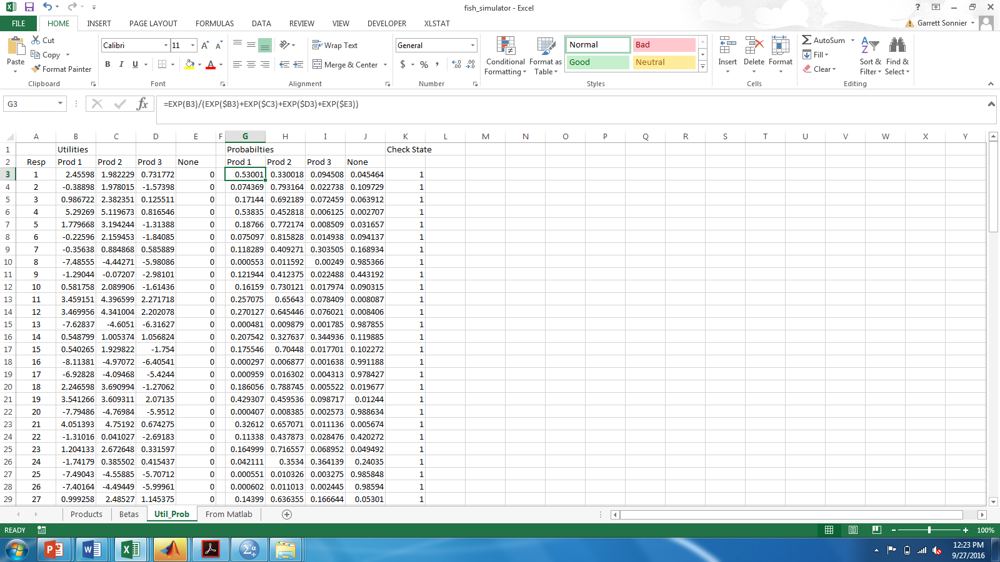 fish_simulator - Excel
FILE HOME INSERT PAGE LAYOUT FORMULAS DATA REVIEW VIEW DEVELOPER XLSTAT Garrett Sonnier
Paste Cut Copy Format Painter Clipboard
Calibri 11 B I U A Font
Wrap Text Merge & Center Alignment
General $ % Number
Conditional Formatting Format as Table Normal Bad Good Neutral Styles
Insert Delete Format Cells
AutoSum Fill Clear Sort & Filter Find & Select Editing
G3 fx =EXP(B3)/(EXP($B3)+EXP($C3)+EXP($D3)+EXP($E3))
A B C D E F G H I J K L M N O P Q R S T U V W X Y
1 Utilities Probabilties Check State
2 Resp Prod 1 Prod 2 Prod 3 None Prod 1 Prod 2 Prod 3 None
3 1 2.45598 1.982229 0.731772 0 0.53001 0.330018 0.094508 0.045464 1
4 2 -0.38898 1.978015 -1.57398 0 0.074369 0.793164 0.022738 0.109729 1
5 3 0.986722 2.382351 0.125511 0 0.17144 0.692189 0.072459 0.063912 1
6 4 5.29269 5.119673 0.816546 0 0.53835 0.452818 0.006125 0.002707 1
7 5 1.779668 3.194244 -1.31388 0 0.18766 0.772174 0.008509 0.031657 1
8 6 -0.22596 2.159453 -1.84085 0 0.075097 0.815828 0.014938 0.094137 1
9 7 -0.35638 0.884868 0.585889 0 0.118289 0.409271 0.303505 0.168934 1
10 8 -7.48555 -4.44271 -5.98086 0 0.000553 0.011592 0.00249 0.985366 1
11 9 -1.29044 -0.07207 -2.98101 0 0.121944 0.412375 0.022488 0.443192 1
12 10 0.581758 2.089906 -1.61436 0 0.16159 0.730121 0.017974 0.090315 1
13 11 3.459151 4.396599 2.271718 0 0.257075 0.65643 0.078409 0.008087 1
14 12 3.469956 4.341004 2.202078 0 0.270127 0.645446 0.076021 0.008406 1
15 13 -7.62837 -4.6051 -6.31627 0 0.000481 0.009879 0.001785 0.987855 1
16 14 0.548799 1.005374 1.056824 0 0.207542 0.327637 0.344936 0.119885 1
17 15 0.540265 1.929822 -1.754 0 0.175546 0.70448 0.017701 0.102272 1
18 16 -8.11381 -4.97072 -6.40541 0 0.000297 0.006877 0.001638 0.991188 1
19 17 -6.92828 -4.09468 -5.4244 0 0.000959 0.016302 0.004313 0.978427 1
20 18 2.246598 3.690994 -1.27062 0 0.186056 0.788745 0.005522 0.019677 1
21 19 3.541266 3.609311 2.07135 0 0.429307 0.459536 0.098717 0.01244 1
22 20 -7.79486 -4.76984 -5.9512 0 0.000407 0.008385 0.002573 0.988634 1
23 21 4.051393 4.75192 0.674275 0 0.32612 0.657071 0.011136 0.005674 1
24 22 -1.31016 0.041027 -2.69183 0 0.11338 0.437873 0.028476 0.420272 1
25 23 1.204133 2.672648 0.331597 0 0.164999 0.716557 0.068952 0.049492 1
26 24 -1.74179 0.385502 0.415437 0 0.042111 0.3534 0.364139 0.24035 1
27 25 -7.49043 -4.55885 -5.70712 0 0.000551 0.010326 0.003275 0.985848 1
28 26 -7.40164 -4.49449 -5.99961 0 0.000602 0.011013 0.002445 0.98594 1
29 27 0.999258 2.48527 1.145375 0 0.14399 0.636355 0.166644 0.05301 1
Products Betas Util_Prob From Matlab
READY 100%
12:23 PM
9/27/2016